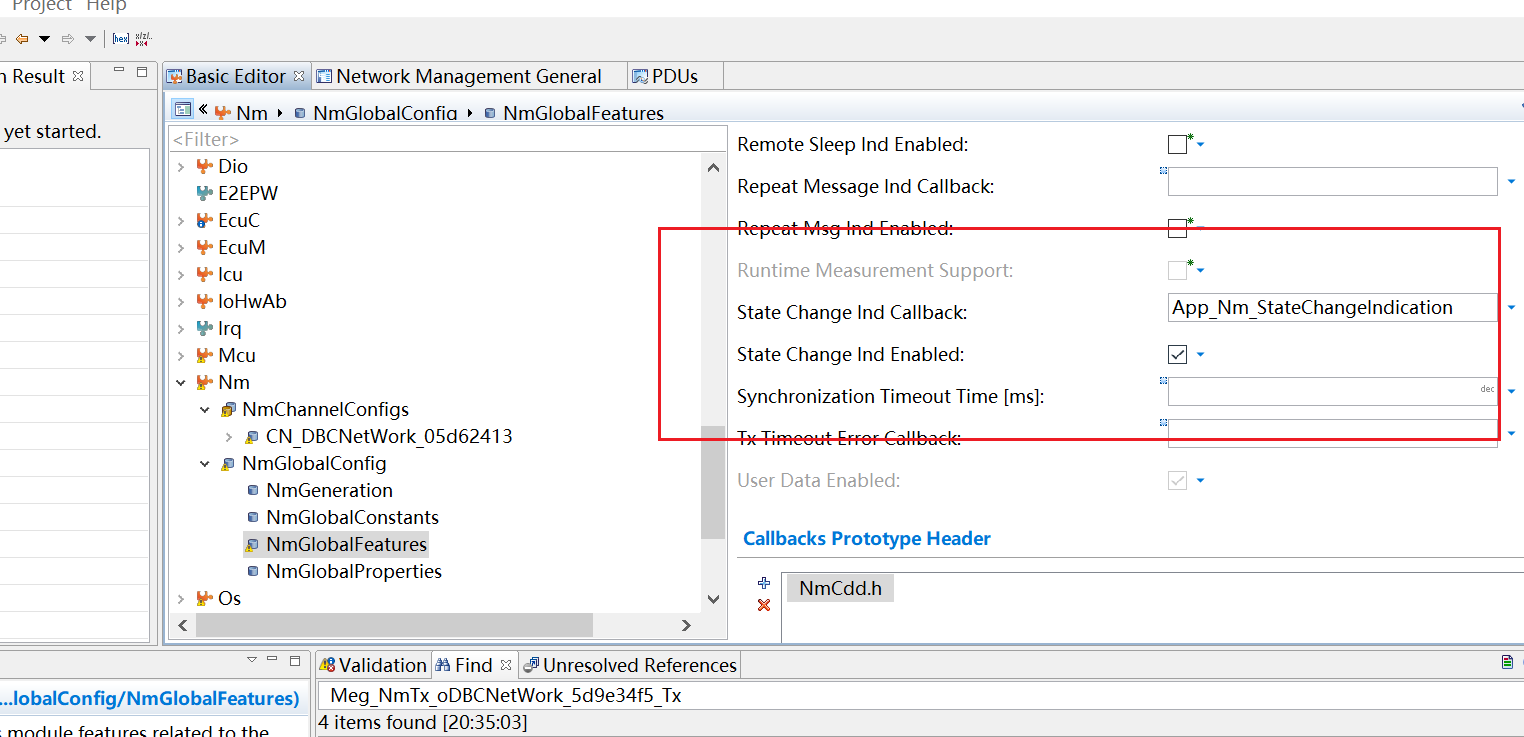 Project Help
[hex]
n Result
Basic Editor
Network Management General
PDUs
Nm
NmGlobalConfig
NmGlobalFeatures
yet started.
<Filter>
Dio
E2EPW
EcuC
EcuM
Icu
IoHwAb
Irq
Mcu
Nm
NmChannelConfigs
CN_DBCNetWork_05d62413
NmGlobalConfig
NmGeneration
NmGlobalConstants
NmGlobalFeatures
NmGlobalProperties
Os
Remote Sleep Ind Enabled:
Repeat Message Ind Callback:
Repeat Msg Ind Enabled:
Runtime Measurement Support:
State Change Ind Callback: App_Nm_StateChangeIndication
State Change Ind Enabled:
Synchronization Timeout Time [ms]: dec
Tx Timeout Error Callback:
User Data Enabled:
Callbacks Prototype Header
NmCdd.h
...lobalConfig/NmGlobalFeatures)
s module features related to the
Validation
Find
Unresolved References
Meg_NmTx_oDBCNetWork_5d9e34f5_Tx
4 items found [20:35:03]